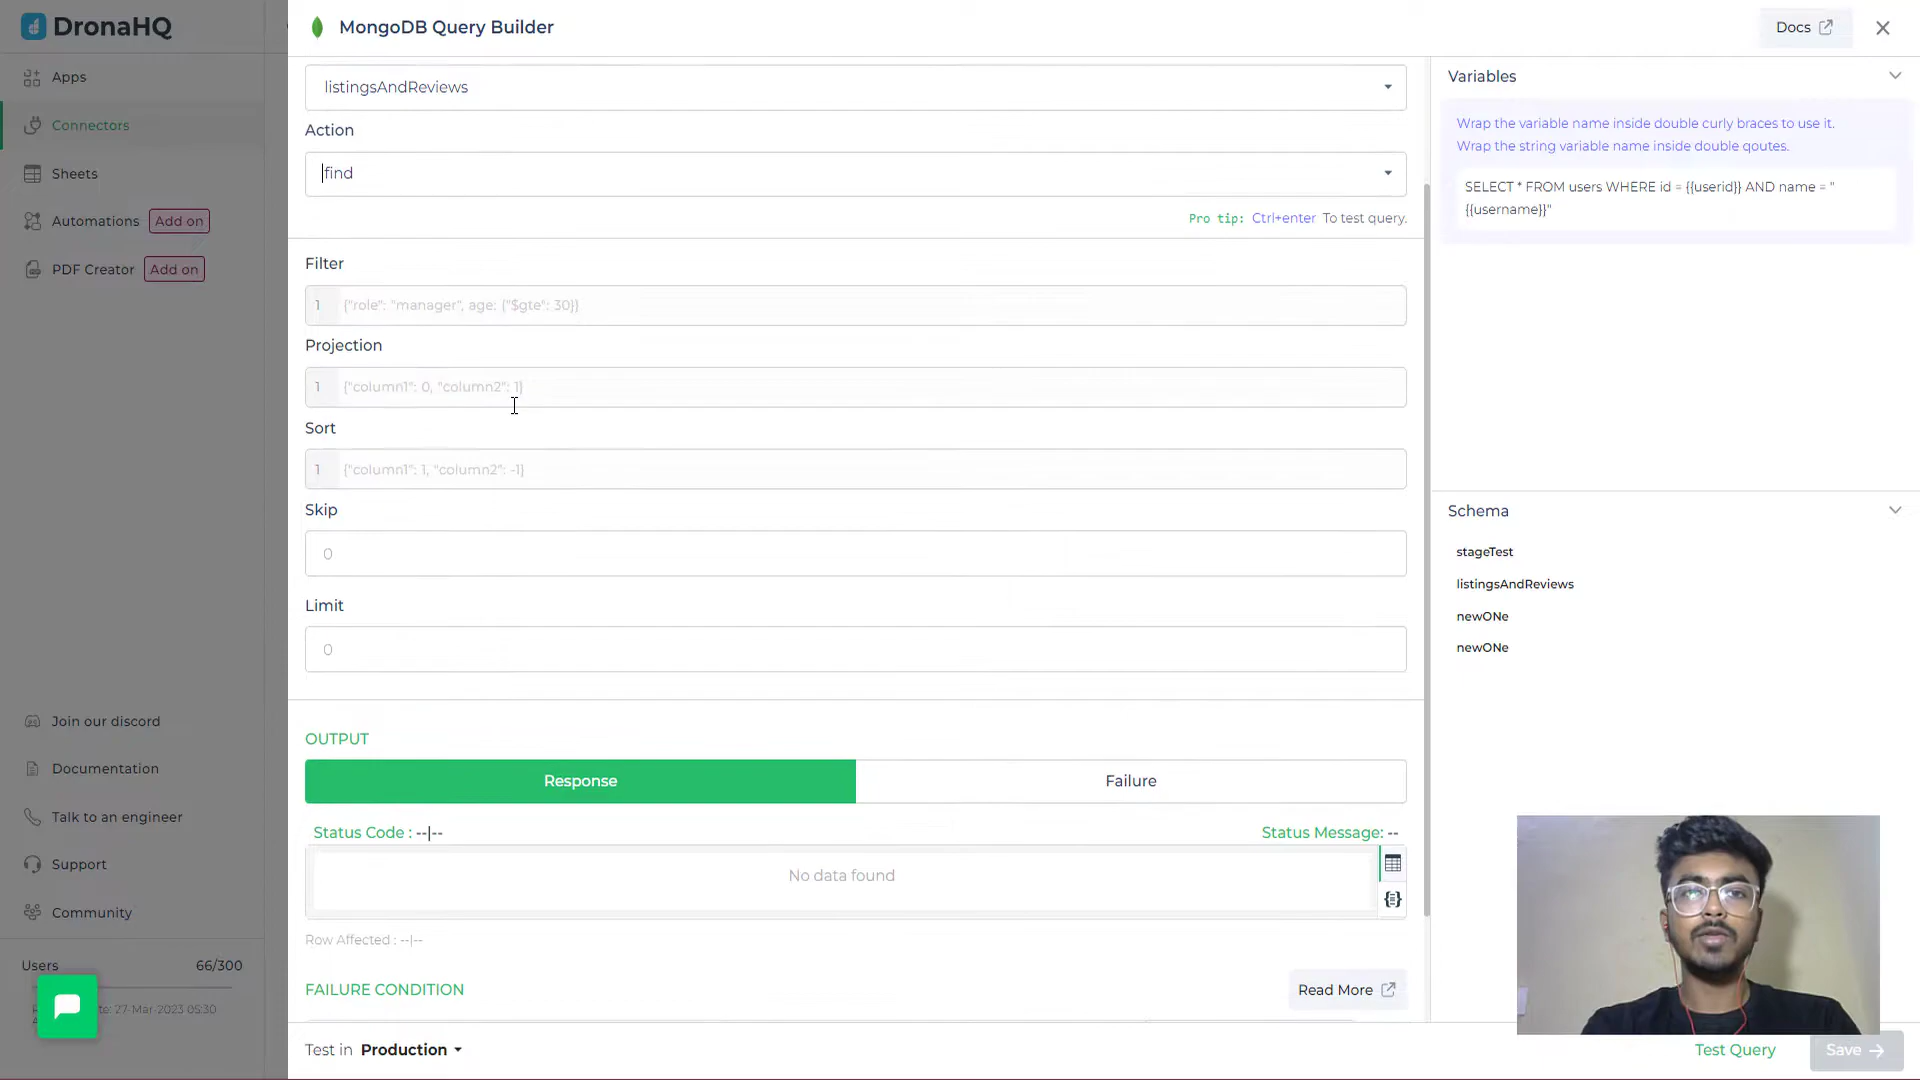 DronaHQ
Apps
Connectors
Sheets
Automations Add on
PDF Creator Add on
Join our discord
Documentation
Talk to an engineer
Support
Community
Users 66/300
te: 27-Mar-2023 05:30
MongoDB Query Builder
Docs
listingsAndReviews
Action
find
Pro tip: Ctrl+enter To test query.
Filter
1 {"role": "manager", age: {"$gte": 30}}
Projection
1 {"column1": 0, "column2": 1}
Sort
1 {"column1": 1, "column2": -1}
Skip
0
Limit
0
OUTPUT
Response
Failure
Status Code : --|--
Status Message: --
No data found
Row Affected : --|--
FAILURE CONDITION
Read More
Test in Production
Test Query
Save
Variables
Wrap the variable name inside double curly braces to use it.
Wrap the string variable name inside double qoutes.
SELECT * FROM users WHERE id = {{userid}} AND name = "
{{username}}"
Schema
stageTest
listingsAndReviews
newONe
newONe